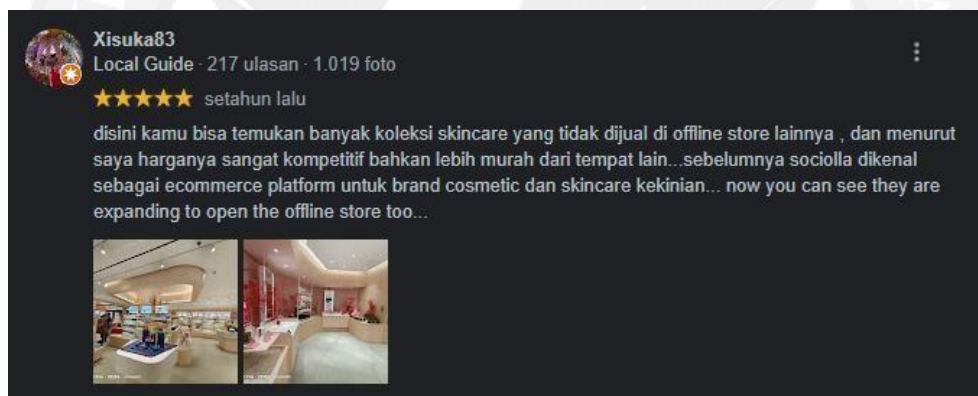 Xisuka83
Local Guide · 217 ulasan · 1.019 foto
setahun lalu
disini kamu bisa temukan banyak koleksi skincare yang tidak dijual di offline store lainnya , dan menurut
saya harganya sangat kompetitif bahkan lebih murah dari tempat lain...sebelumnya sociolla dikenal
sebagai ecommerce platform untuk brand cosmetic dan skincare kekinian... now you can see they are
expanding to open the offline store too...